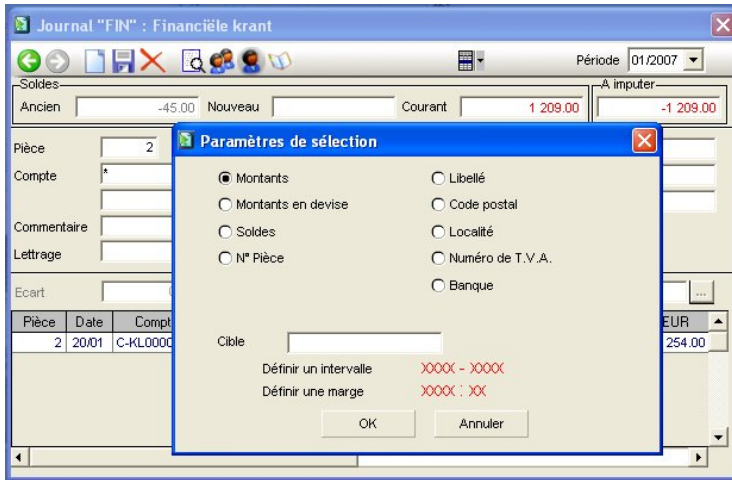 Journal "FIN" : Financiële krant
Période 01/2007
Soldes
A imputer
Ancien -45.00 Nouveau Courant 1 209.00 -1 209.00
Pièce 2
Compte *
Commentaire
Lettrage
Ecart
Paramètres de sélection
Montants Libellé
Montants en devise Code postal
Soldes Localité
N° Pièce Numéro de T.V.A.
Banque
Cible
Définir un intervalle XXXX - XXXX
Définir une marge XXXX : XX
OK Annuler
...
Pièce Date Compt EUR
2 20/01 C-KL000 254.00